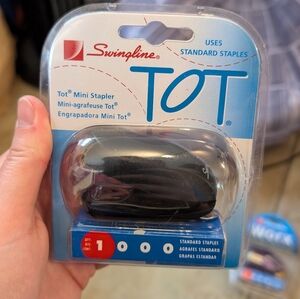 Swingline®
USES
STANDARD STAPLES
TOT®
Tot® Mini Stapler
Mini-agrafeuse Tot®
Engrapadora Mini Tot®
1000
STANDARD STAPLES
AGRAFES STANDARD
GRAPAS ESTANDAR